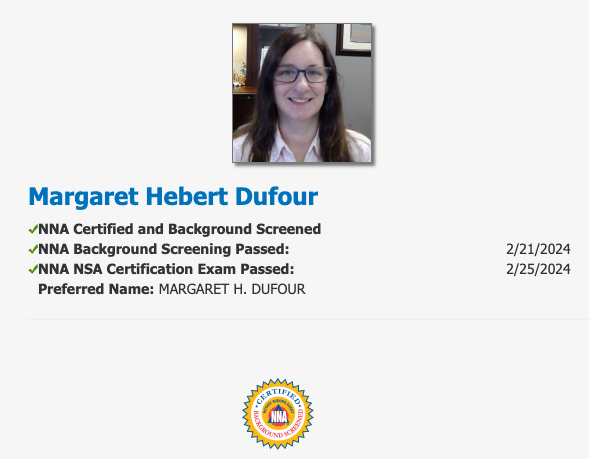 Margaret Hebert Dufour
NNA Certified and Background Screened
NNA Background Screening Passed: 2/21/2024
NNA NSA Certification Exam Passed: 2/25/2024
Preferred Name: MARGARET H. DUFOUR
CERTIFIED
NNA
BACKGROUND SCREENED